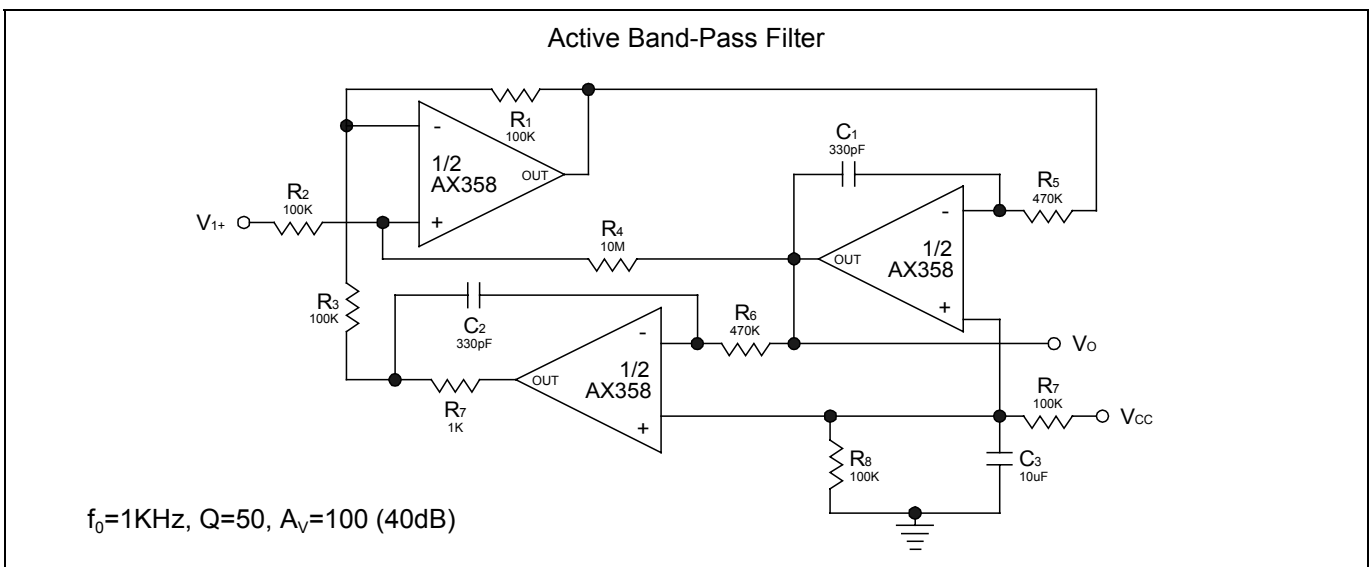 Active Band-Pass Filter
R1
100K
-
1/2
AX358
OUT
+
C1
330pF
R5
470K
R2
100K
V1+
-
1/2
AX358
OUT
+
R4
10M
R3
100K
C2
330pF
R6
470K
-
1/2
AX358
OUT
+
VO
R7
1K
R7
100K
VCC
R8
100K
C3
10uF
f0=1KHz, Q=50, AV=100 (40dB)